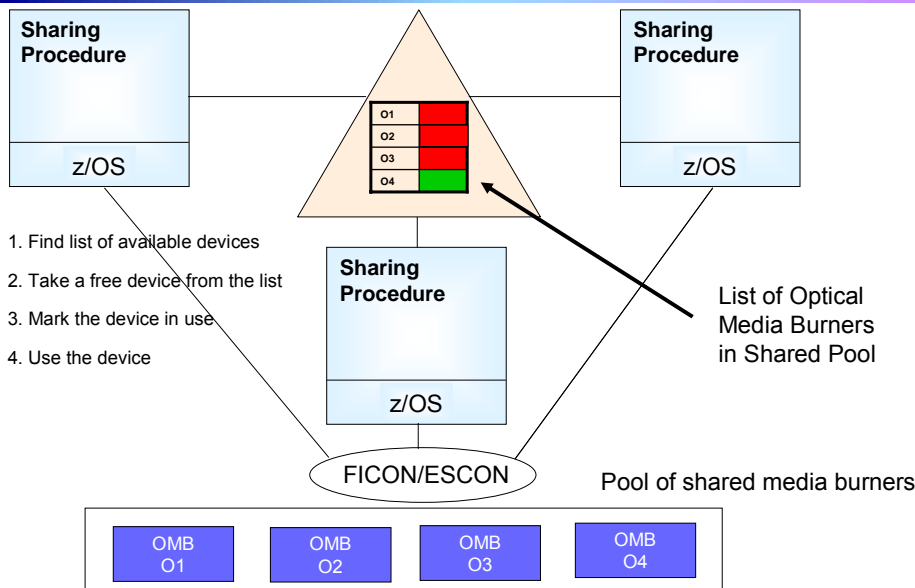 Sharing
Procedure
z/OS
O1
O2
O3
O4
Sharing
Procedure
z/OS
1. Find list of available devices
2. Take a free device from the list
3. Mark the device in use
4. Use the device
Sharing
Procedure
z/OS
List of Optical
Media Burners
in Shared Pool
FICON/ESCON
Pool of shared media burners
OMB
O1
OMB
O2
OMB
O3
OMB
O4